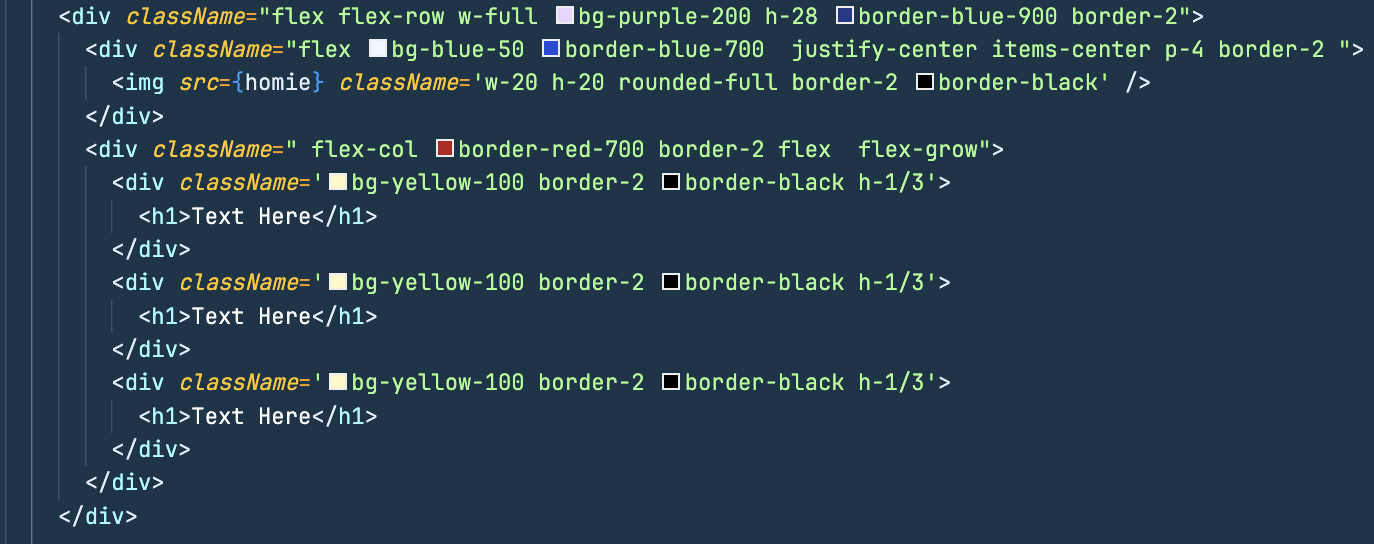 <div className="flex flex-row w-full bg-purple-200 h-28 border-blue-900 border-2">
<div className="flex bg-blue-50 border-blue-700  justify-center items-center p-4 border-2 ">
<img src={homie} className='w-20 h-20 rounded-full border-2 border-black' />
</div>
<div className=" flex-col border-red-700 border-2 flex  flex-grow">
<div className='bg-yellow-100 border-2 border-black h-1/3'>
<h1>Text Here</h1>
</div>
<div className='bg-yellow-100 border-2 border-black h-1/3'>
<h1>Text Here</h1>
</div>
<div className='bg-yellow-100 border-2 border-black h-1/3'>
<h1>Text Here</h1>
</div>
</div>
</div>